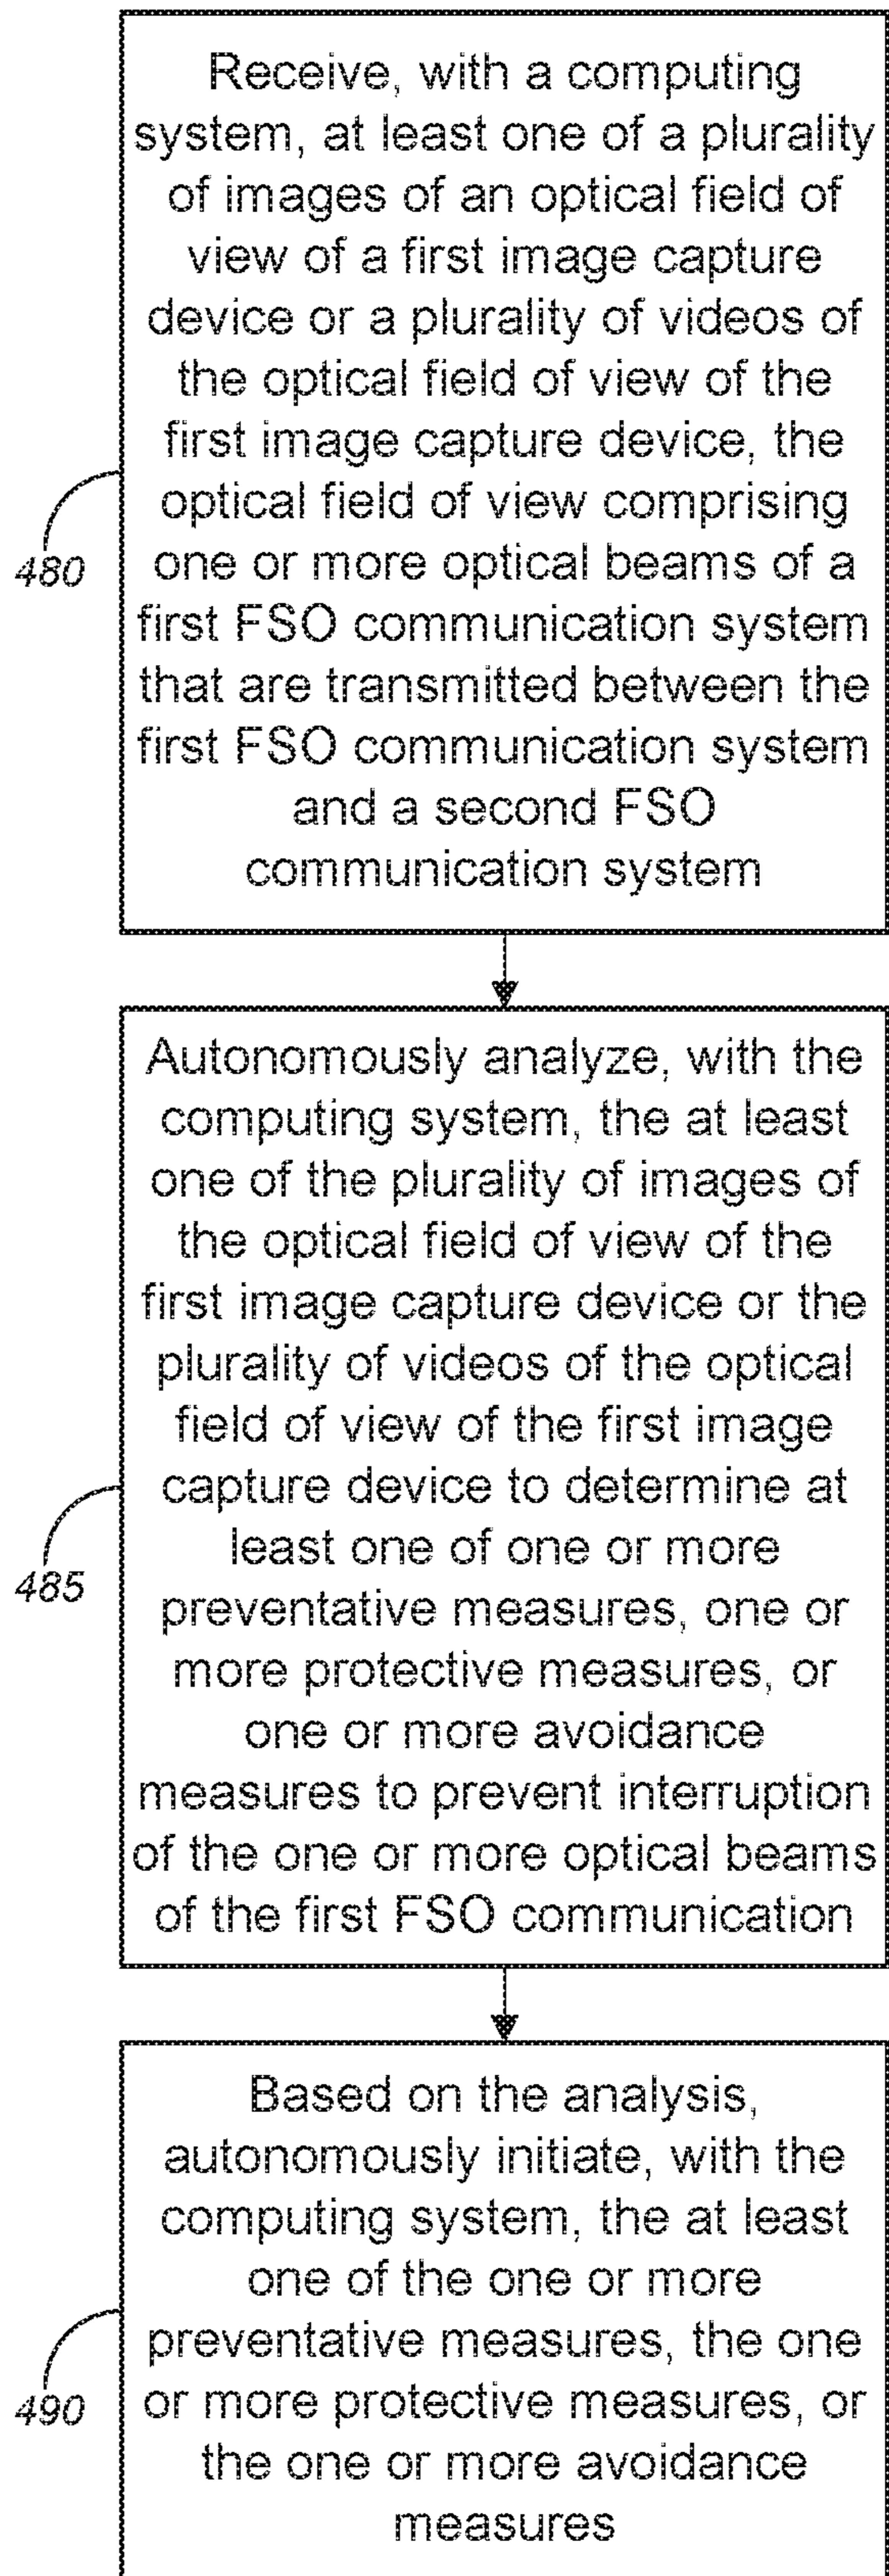 Receive, with a computing
system, at least one of a plurality
of images of an optical field of
view of a first image capture
device or a plurality of videos of
the optical field of view of the
first image capture device, the
optical field of view comprising
one or more optical beams of a
first FSO communication system
that are transmitted between the
first FSO communication system
and a second FSO
communication system
480
Autonomously analyze, with the
computing system, the at least
one of the plurality of images of
the optical field of view of the
first image capture device or the
plurality of videos of the optical
field of view of the first image
capture device to determine at
least one of one or more
preventative measures, one or
more protective measures, or
one or more avoidance
measures to prevent interruption
of the one or more optical beams
of the first FSO communication
485
Based on the analysis,
autonomously initiate, with the
computing system, the at least
one of the one or more
preventative measures, the one
or more protective measures, or
the one or more avoidance
measures
490